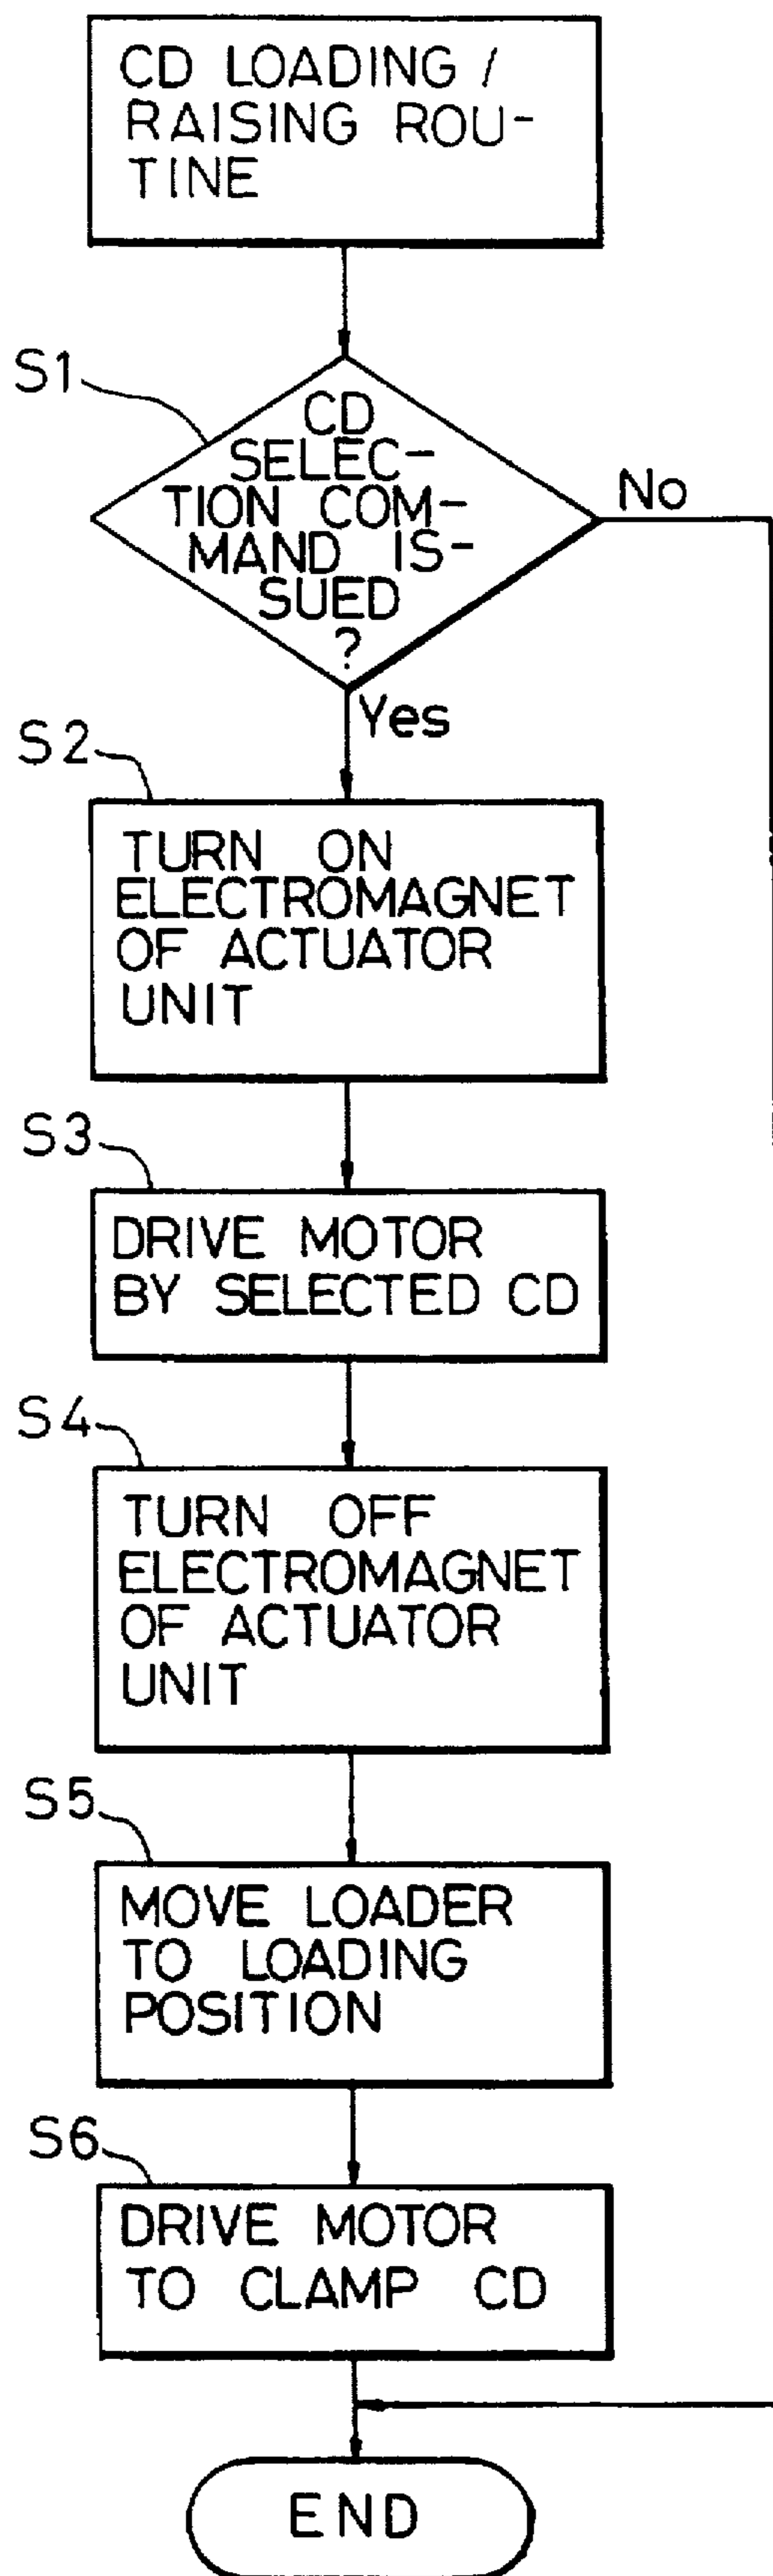 CD LOADING /
RAISING ROU-
TINE
S1
CD
SELEC-
TION COM-
MAND IS-
SUED
?
No
Yes
S2
TURN ON
ELECTROMAGNET
OF ACTUATOR
UNIT
S3
DRIVE MOTOR
BY SELECTED CD
S4
TURN OFF
ELECTROMAGNET
OF ACTUATOR
UNIT
S5
MOVE LOADER
TO LOADING
POSITION
S6
DRIVE MOTOR
TO CLAMP CD
END